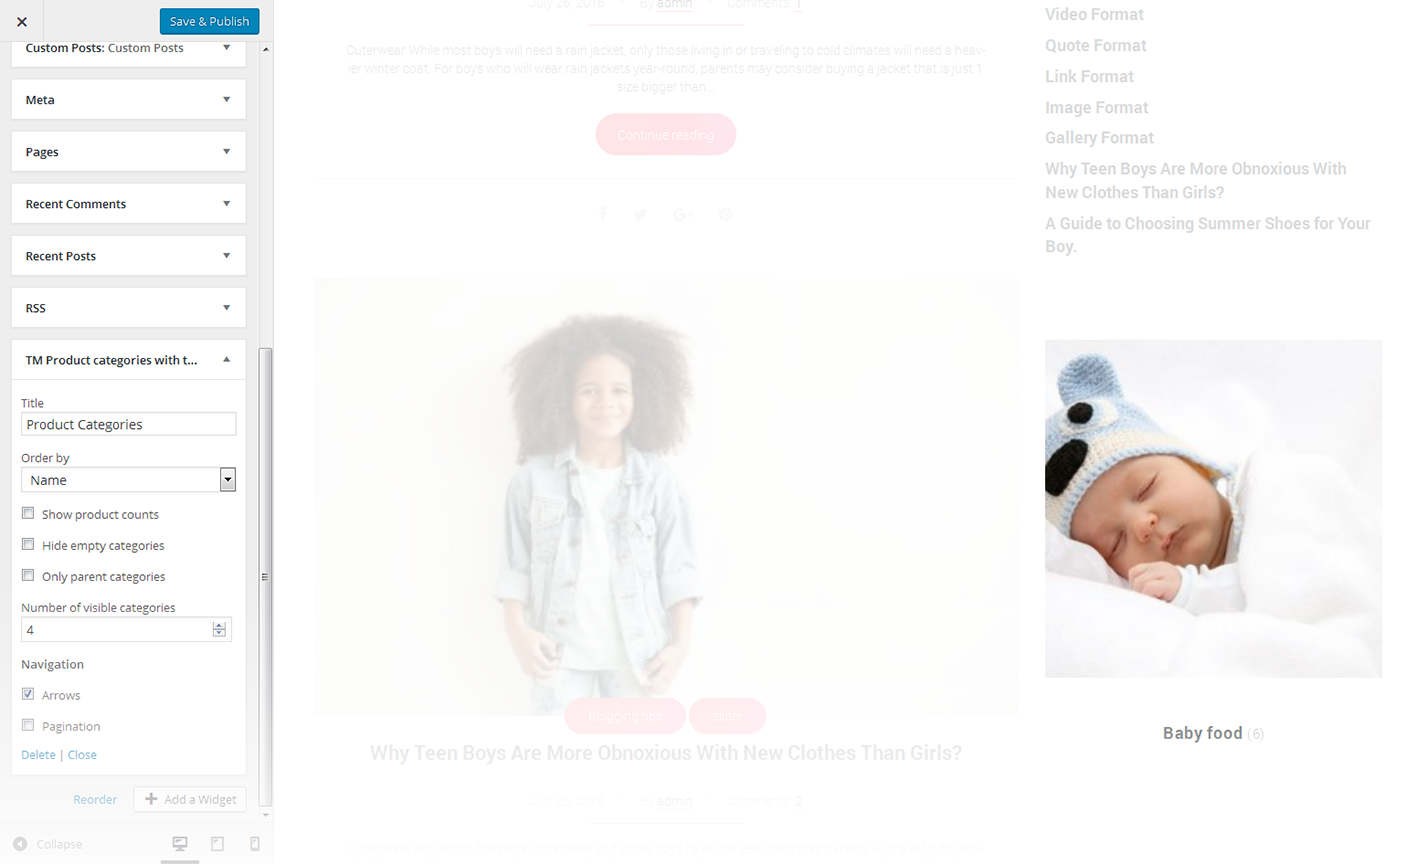 Save & Publish
Custom Posts: Custom Posts
Meta
Pages
Recent Comments
Recent Posts
RSS
TM Product categories with t...
Title
Product Categories
Order by
Name
Show product counts
Hide empty categories
Only parent categories
Number of visible categories
4
Navigation
Arrows
Pagination
Delete | Close
Reorder
Add a Widget
Collapse
July 26, 2016
By admin
Comments: 1
Outerwear While most boys will need a rain jacket, only those living in or traveling to cold climates will need a heav-
ier winter coat. For boys who will wear rain jackets year-round, parents may consider buying a jacket that is just 1
size bigger than...
Continue reading
Blogging tips
slider
Why Teen Boys Are More Obnoxious With New Clothes Than Girls?
July 26, 2016
By admin
Comments: 2
Video Format
Quote Format
Link Format
Image Format
Gallery Format
Why Teen Boys Are More Obnoxious With
New Clothes Than Girls?
A Guide to Choosing Summer Shoes for Your
Boy.
Baby food (6)